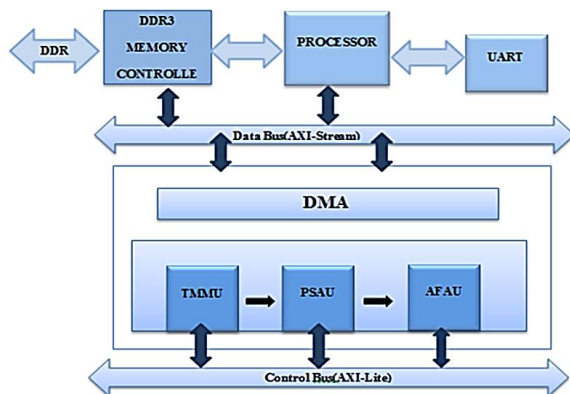 DDR
DDR3
MEMORY
CONTROLLE
PROCESSOR
UART
Data Bus(AXI-Stream)
DMA
TMMU
PSAU
AFAU
Control Bus(AXI-Lite)